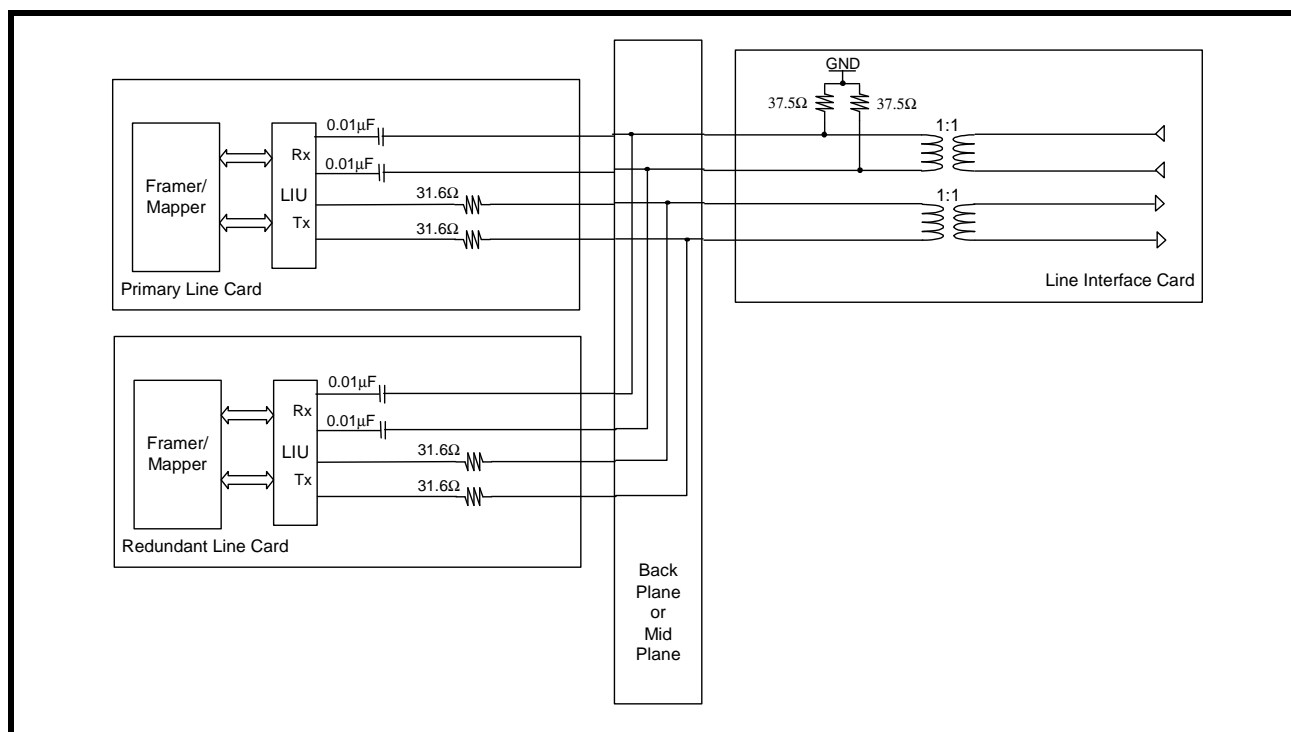 GND
37.5Ω 37.5Ω
0.01μF
1:1
Rx
0.01μF
Framer/
Mapper
LIU
31.6Ω
1:1
Tx
31.6Ω
Primary Line Card
Line Interface Card
0.01μF
Rx
0.01μF
Framer/
Mapper
LIU
31.6Ω
Tx
31.6Ω
Redundant Line Card
Back
Plane
or
Mid
Plane